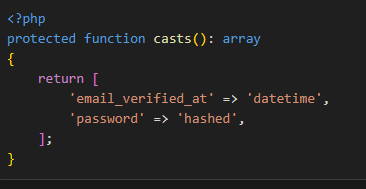 <?php
protected function casts(): array
{
    return [
        'email_verified_at' => 'datetime',
        'password' => 'hashed',
    ];
}